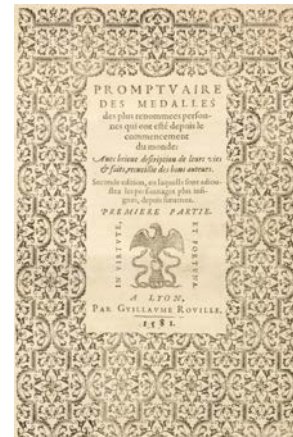 PROMPTVAIRE
DES MEDALLES
des plus renommees person-
nes qui ont esté depuis le
commencement
du monde:
Auec brieue description de leurs vies
& faits, recueillie des bons auteurs.
Seconde edition, en laquelle sont adiou-
stez les personnages plus insi-
gnes, depuis suruenus.
PREMIERE PARTIE.
IN VIRTVTE,
ET FORTVNA
A LYON,
PAR GVILLAVME ROVILLE.
1581.